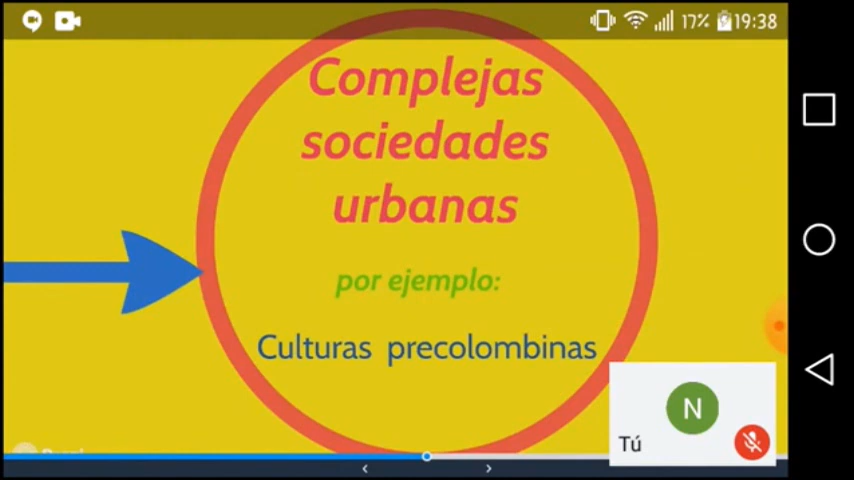 17% 19:38
Complejas
sociedades
urbanas
por ejemplo:
Culturas precolombinas
N
Tú